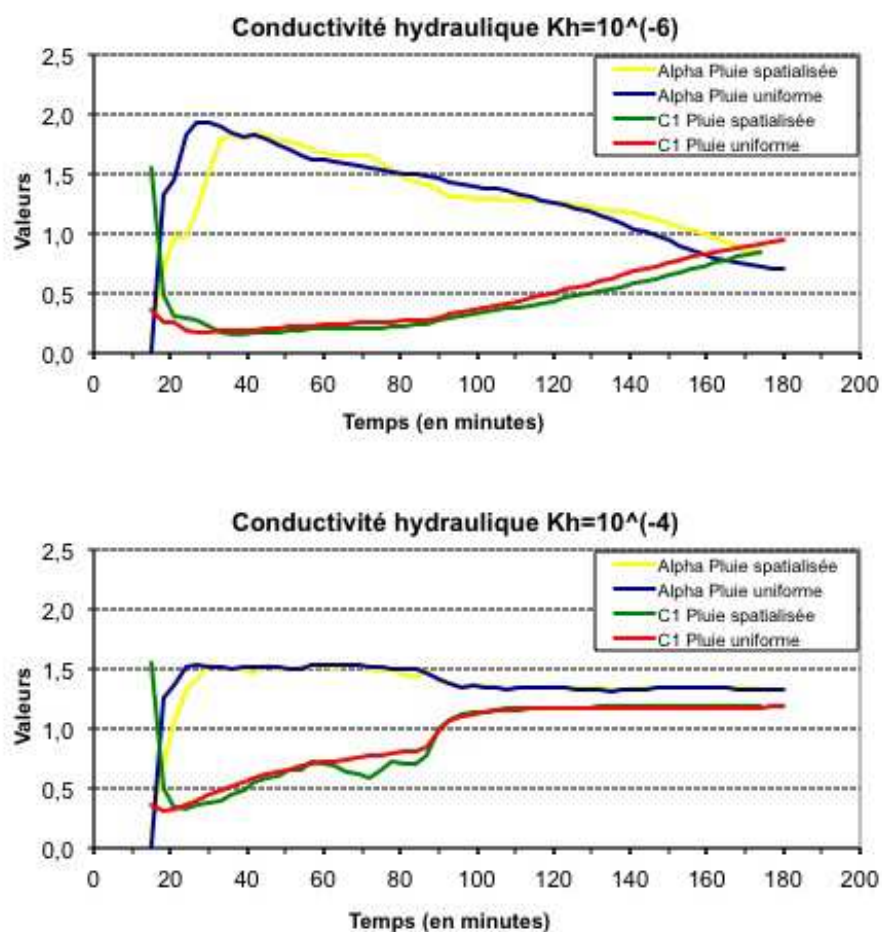 Conductivité hydraulique Kh=10^(-6)
2,5
2,0
1,5
1,0
0,5
0,0
Valeurs
Alpha Pluie spatialisée
Alpha Pluie uniforme
C1 Pluie spatialisée
C1 Pluie uniforme
0 20 40 60 80 100 120 140 160 180 200
Temps (en minutes)
Conductivité hydraulique Kh=10^(-4)
2,5
2,0
1,5
1,0
0,5
0,0
Valeurs
Alpha Pluie spatialisée
Alpha Pluie uniforme
C1 Pluie spatialisée
C1 Pluie uniforme
0 20 40 60 80 100 120 140 160 180 200
Temps (en minutes)